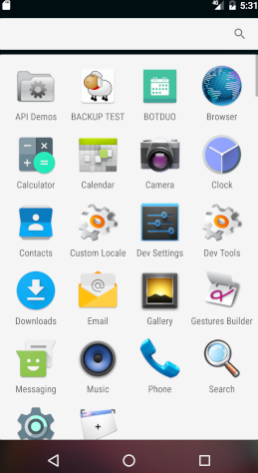 5:31
API Demos BACKUP TEST BOTDUO Browser
Calculator Calendar Camera Clock
Contacts Custom Locale Dev Settings Dev Tools
Downloads Email Gallery Gestures Builder
Messaging Music Phone Search